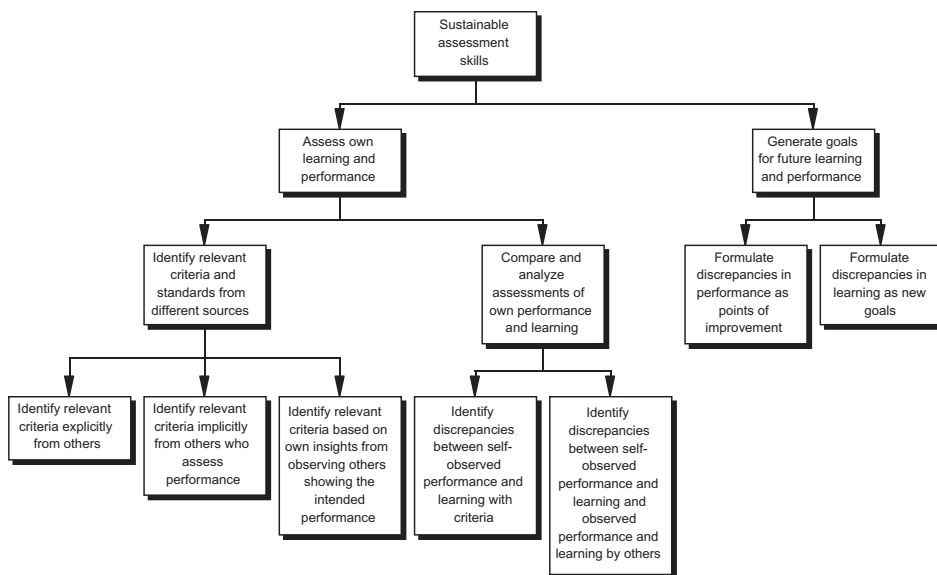 Sustainable
assessment
skills
Assess own
learning and
performance
Generate goals
for future learning
and performance
Identify relevant
criteria and
standards from
different sources
Compare and
analyze
assessments of
own performance
and learning
Formulate
discrepancies in
performance as
points of
improvement
Formulate
discrepancies in
learning as new
goals
Identify relevant
criteria explicitly
from others
Identify relevant
criteria implicitly
from others who
assess
performance
Identify relevant
criteria based on
own insights from
observing others
showing the
intended
performance
Identify
discrepancies
between self-
observed
performance and
learning with
criteria
Identify
discrepancies
between self-
observed
performance and
learning and
observed
performance and
learning by others